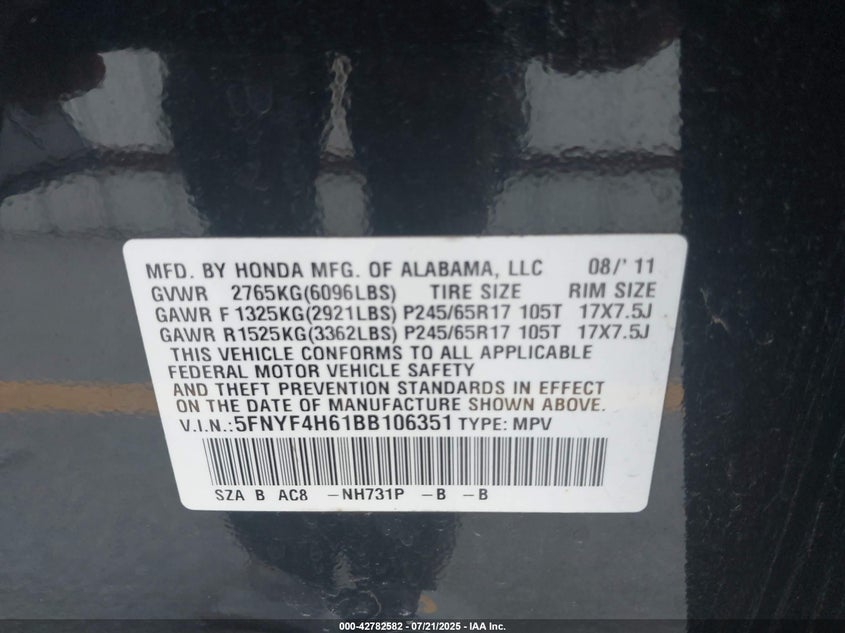 MFD. BY HONDA MFG. OF ALABAMA, LLC 08/'11
GVWR 2765KG(6096LBS) TIRE SIZE RIM SIZE
GAWR F 1325KG(2921LBS) P245/65R17 105T 17X7.5J
GAWR R 1525KG(3362LBS) P245/65R17 105T 17X7.5J
THIS VEHICLE CONFORMS TO ALL APPLICABLE
FEDERAL MOTOR VEHICLE SAFETY
AND THEFT PREVENTION STANDARDS IN EFFECT
ON THE DATE OF MANUFACTURE SHOWN ABOVE.
V.I.N.:5FNYF4H61BB106351 TYPE: MPV
SZA B AC8 -NH731P -B -B
000-42782582 - 07/21/2025 - IAA Inc.